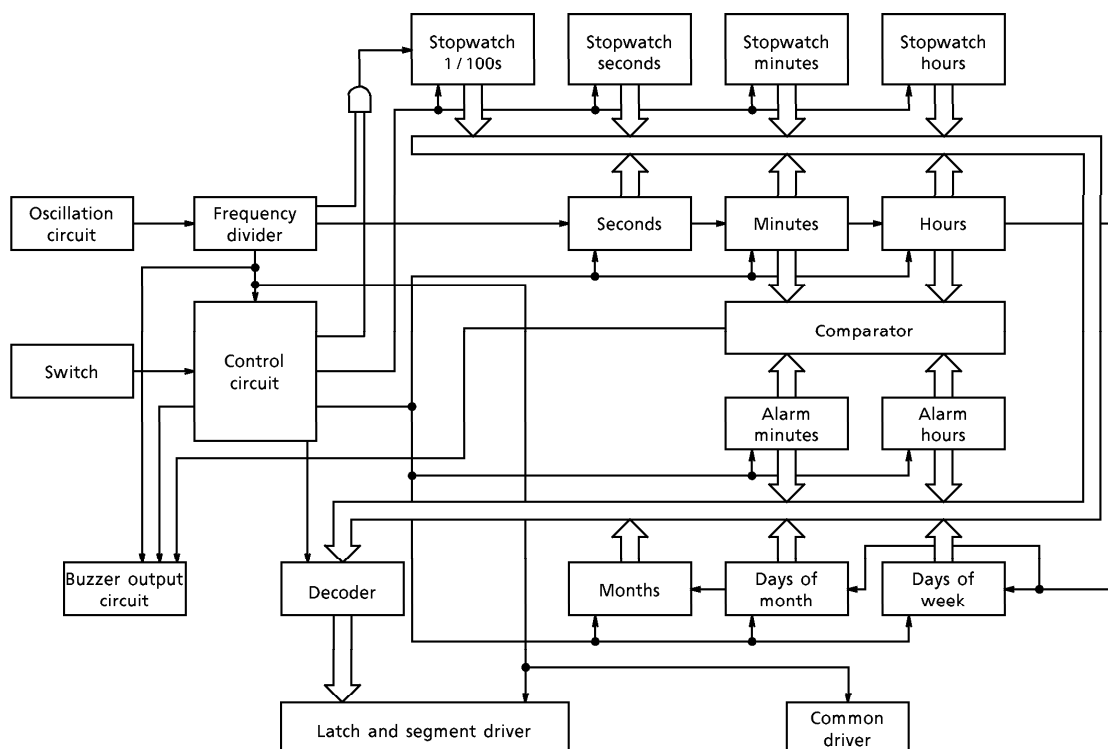 Stopwatch
1 / 100s
Stopwatch
seconds
Stopwatch
minutes
Stopwatch
hours
Oscillation
circuit
Frequency
divider
Seconds
Minutes
Hours
Switch
Control
circuit
Comparator
Alarm
minutes
Alarm
hours
Buzzer output
circuit
Decoder
Months
Days of
month
Days of
week
Latch and segment driver
Common
driver